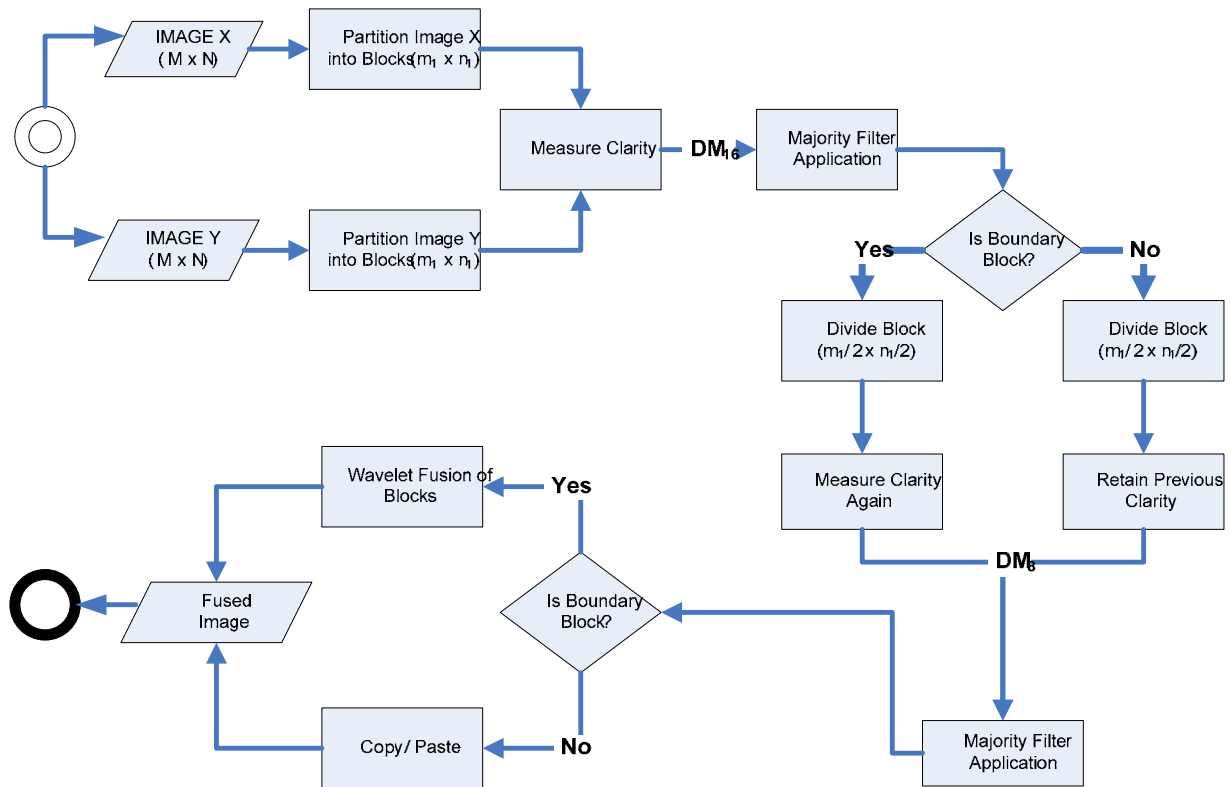 IMAGE X
( M x N)
Partition Image X
into Blocks(m₁ x n₁)
Measure Clarity
DM₁₆
Majority Filter
Application
IMAGE Y
(M x N)
Partition Image Y
into Blocks(m₁ x n₁)
Is Boundary
Block?
Yes
No
Divide Block
(m₁/2 x n₁/2)
Divide Block
(m₁/2 x n₁/2)
Measure Clarity
Again
Retain Previous
Clarity
DM₈
Majority Filter
Application
Is Boundary
Block?
Yes
No
Wavelet Fusion of
Blocks
Copy/ Paste
Fused
Image